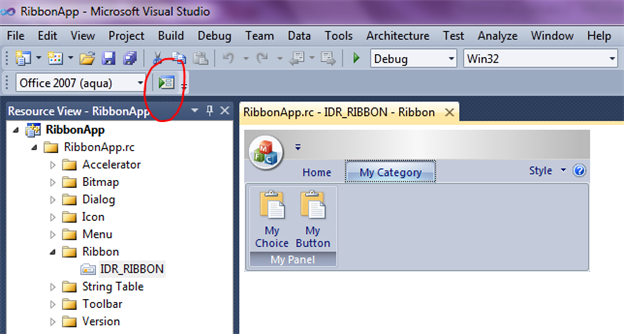 RibbonApp - Microsoft Visual Studio
File Edit View Project Build Debug Team Data Tools Architecture Test Analyze Window Help
Debug Win32
Office 2007 (aqua)
Resource View - RibbonApp
RibbonApp
RibbonApp.rc
Accelerator
Bitmap
Dialog
Icon
Menu
Ribbon
IDR_RIBBON
String Table
Toolbar
Version
RibbonApp.rc - IDR_RIBBON - Ribbon
Home My Category Style
My Choice
My Button
My Panel